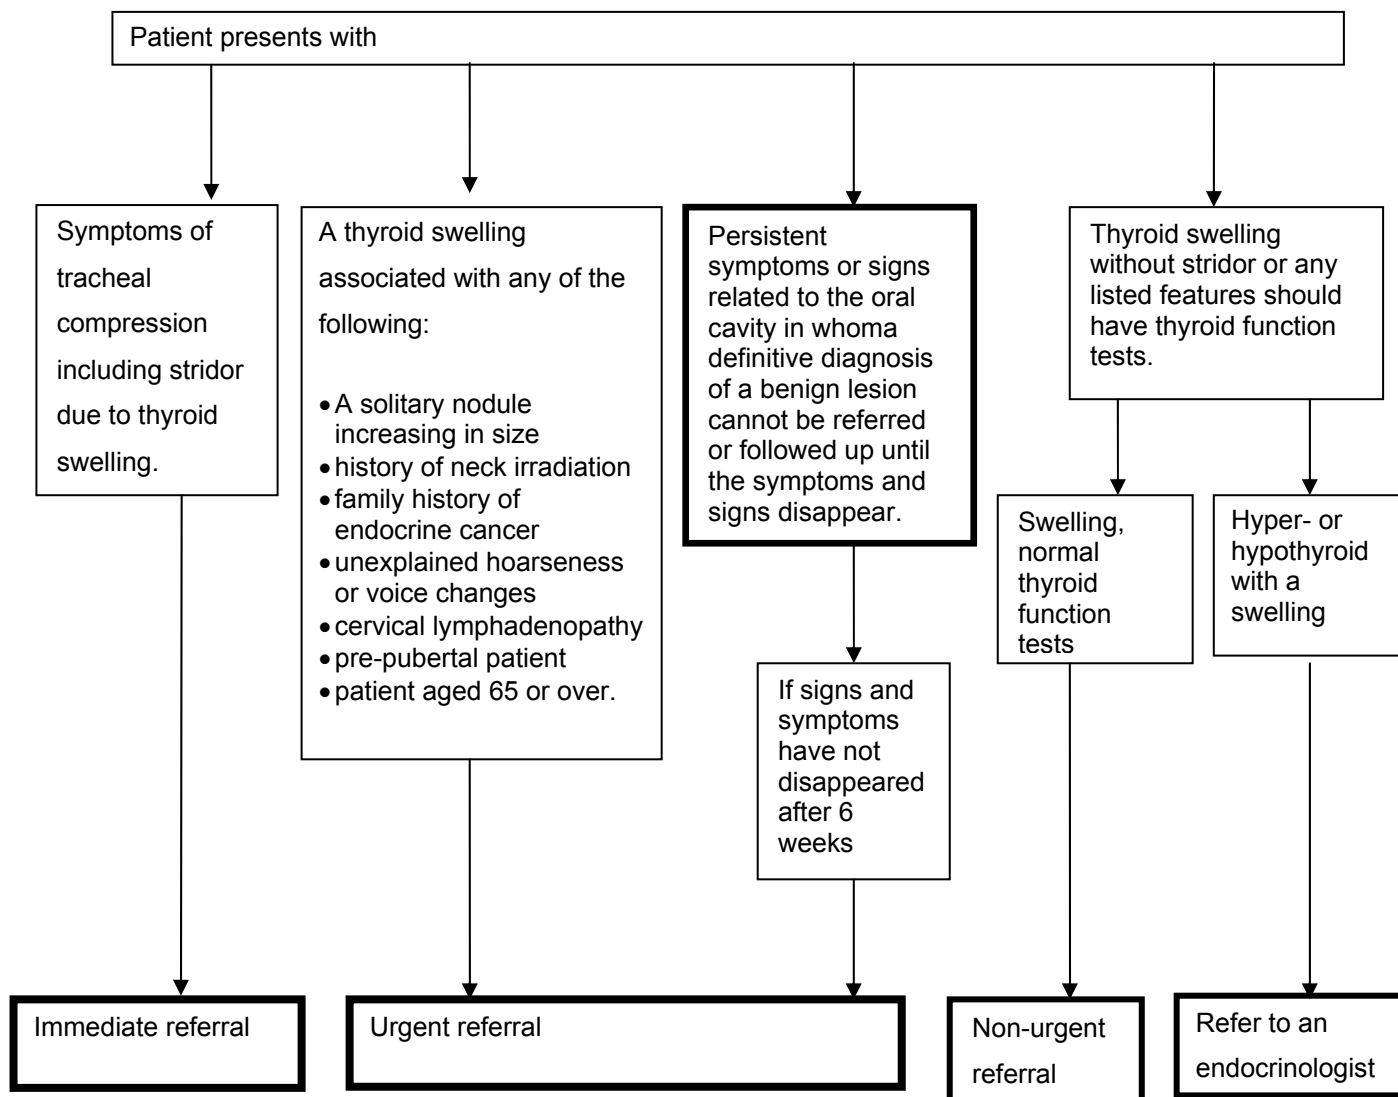 Patient presents with
Symptoms of
tracheal
compression
including stridor
due to thyroid
swelling.
A thyroid swelling
associated with any of the
following:
• A solitary nodule
increasing in size
• history of neck irradiation
• family history of
endocrine cancer
• unexplained hoarseness
or voice changes
• cervical lymphadenopathy
• pre-pubertal patient
• patient aged 65 or over.
Persistent
symptoms or signs
related to the oral
cavity in whoma
definitive diagnosis
of a benign lesion
cannot be referred
or followed up until
the symptoms and
signs disappear.
Thyroid swelling
without stridor or any
listed features should
have thyroid function
tests.
Swelling,
normal
thyroid
function
tests
Hyper- or
hypothyroid
with a
swelling
If signs and
symptoms
have not
disappeared
after 6
weeks
Immediate referral
Urgent referral
Non-urgent
referral
Refer to an
endocrinologist